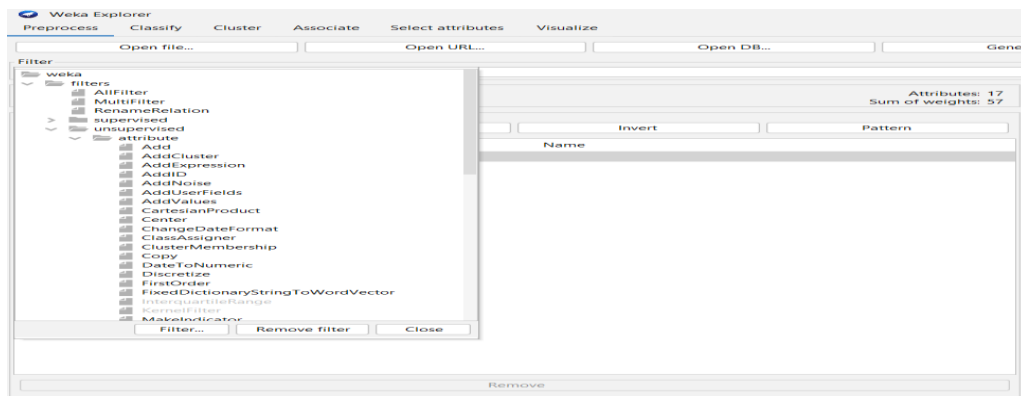 Weka Explorer
Preprocess Classify Cluster Associate Select attributes Visualize
Open file... Open URL... Open DB... Gene
Filter
weka
filters
AllFilter
MultiFilter
RenameRelation
supervised
unsupervised
attribute
Add
AddCluster
AddExpression
AddID
AddNoise
AddUserFields
AddValues
CartesianProduct
Center
ChangeDateFormat
ClassAssigner
ClusterMembership
Copy
DateToNumeric
Discretize
FirstOrder
FixedDictionaryStringToWordVector
InterquartileRange
KernelFilter
MakeIndicator
Filter... Remove filter Close
Attributes: 17
Sum of weights: 57
Invert Pattern
Name
Remove